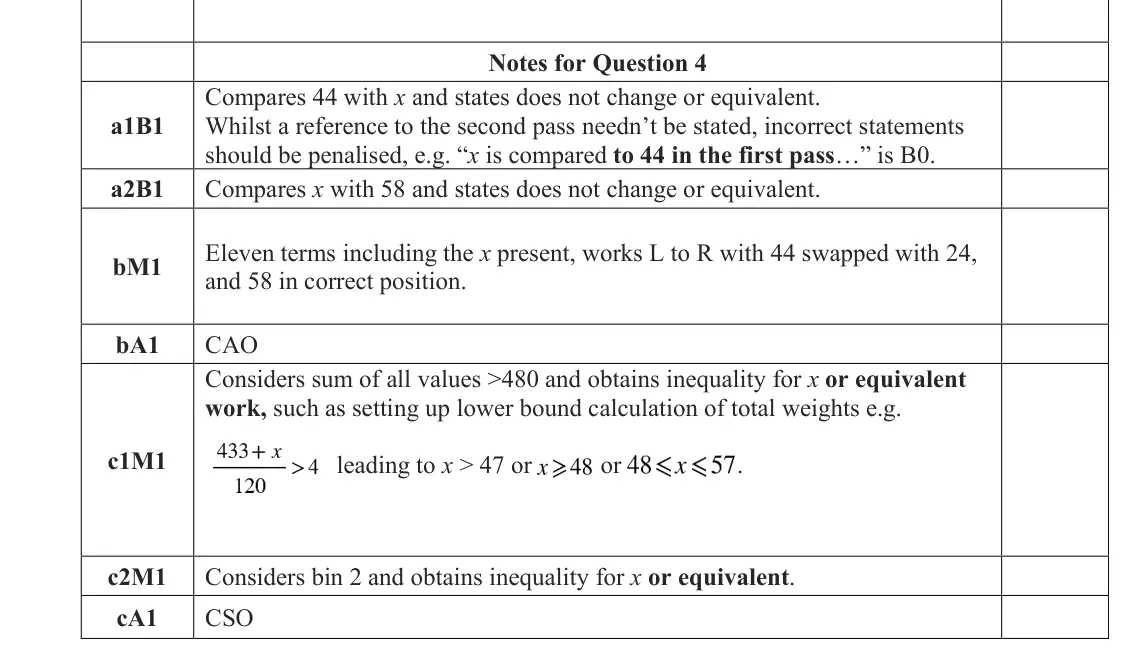 Notes for Question 4
a1B1
Compares 44 with x and states does not change or equivalent.
Whilst a reference to the second pass needn’t be stated, incorrect statements
should be penalised, e.g. “x is compared to 44 in the first pass…” is B0.
a2B1
Compares x with 58 and states does not change or equivalent.
bM1
Eleven terms including the x present, works L to R with 44 swapped with 24,
and 58 in correct position.
bA1
CAO
c1M1
Considers sum of all values >480 and obtains inequality for x or equivalent
work, such as setting up lower bound calculation of total weights e.g.
433 + x / 120 > 4 leading to x > 47 or x ⩾ 48 or 48 ⩽ x ⩽ 57.
c2M1
Considers bin 2 and obtains inequality for x or equivalent.
cA1
CSO